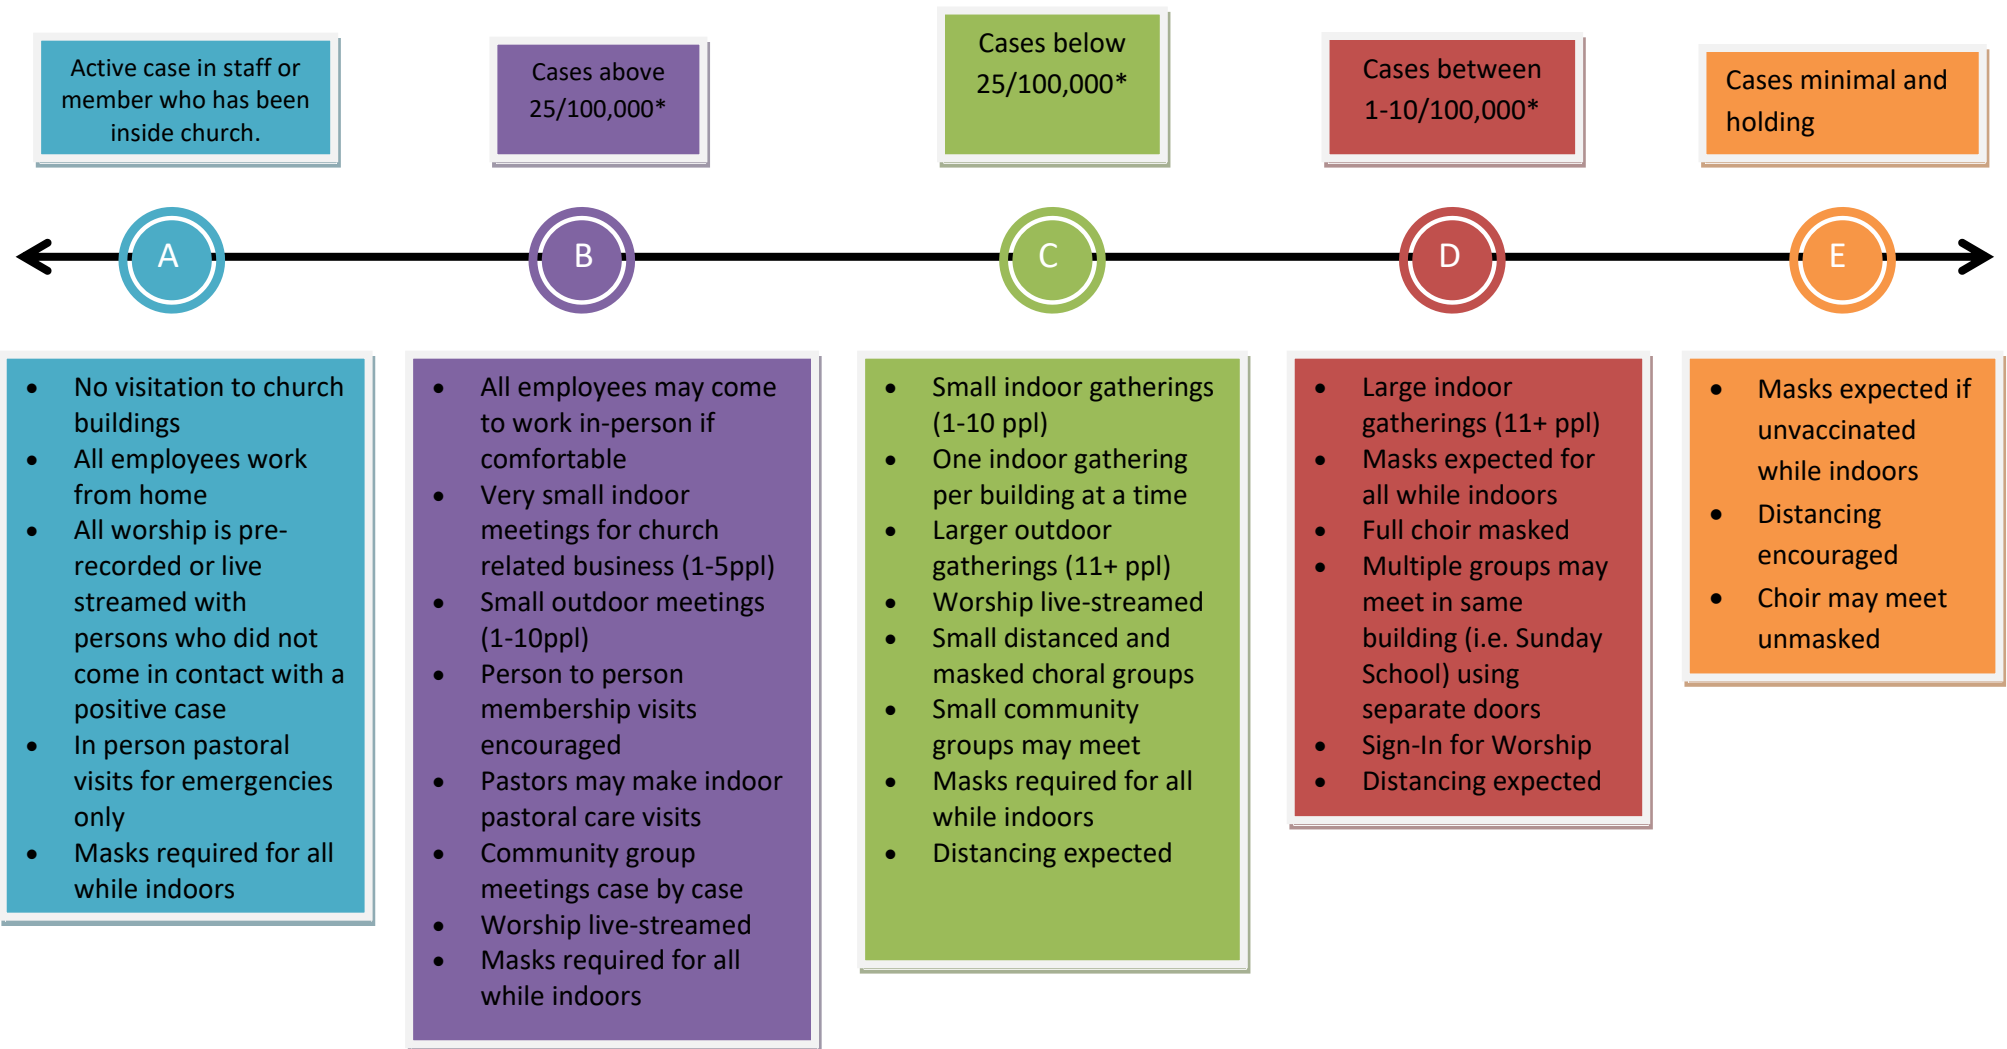 Active case in staff or
member who has been
inside church.
Cases above
25/100,000*
Cases below
25/100,000*
Cases between
1-10/100,000*
Cases minimal and
holding
A
B
C
D
E
• No visitation to church
buildings
• All employees work
from home
• All worship is pre-
recorded or live
streamed with
persons who did not
come in contact with a
positive case
• In person pastoral
visits for emergencies
only
• Masks required for all
while indoors
• All employees may come
to work in-person if
comfortable
• Very small indoor
meetings for church
related business (1-5ppl)
• Small outdoor meetings
(1-10ppl)
• Person to person
membership visits
encouraged
• Pastors may make indoor
pastoral care visits
• Community group
meetings case by case
• Worship live-streamed
• Masks required for all
while indoors
• Small indoor gatherings
(1-10 ppl)
• One indoor gathering
per building at a time
• Larger outdoor
gatherings (11+ ppl)
• Worship live-streamed
• Small distanced and
masked choral groups
• Small community
groups may meet
• Masks required for all
while indoors
• Distancing expected
• Large indoor
gatherings (11+ ppl)
• Masks expected for
all while indoors
• Full choir masked
• Multiple groups may
meet in same
building (i.e. Sunday
School) using
separate doors
• Sign-In for Worship
• Distancing expected
• Masks expected if
unvaccinated
while indoors
• Distancing
encouraged
• Choir may meet
unmasked